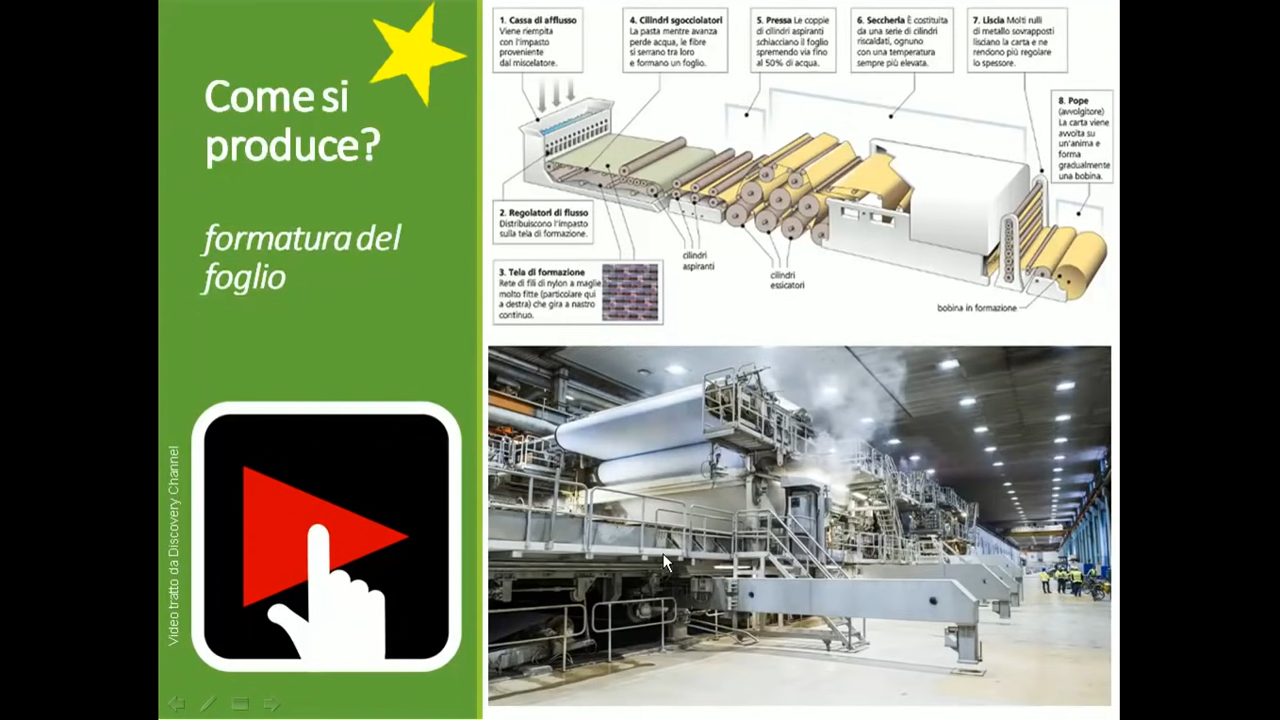 Come si
produce?
formatura del
foglio
Video tratto da Discovery Channel
1. Cassa di afflusso
Viene riempita
con l'impasto
proveniente
dal miscelatore.
4. Cilindri sgocciolatori
La pasta mentre avanza
perde acqua, le fibre
si serrano tra loro
e formano un foglio.
5. Pressa Le coppie
di cilindri aspiranti
schiacciano il foglio
spremendo via fino
al 50% di acqua.
6. Seccheria È costituita
da una serie di cilindri
riscaldati, ognuno
con una temperatura
sempre più elevata.
7. Liscia Molti rulli
di metallo sovrapposti
lisciano la carta e ne
rendono più regolare
lo spessore.
8. Pope
(avvolgitore)
La carta viene
avvolta su
un'anima e
forma
gradualmente
una bobina.
2. Regolatori di flusso
Distribuiscono l'impasto
sulla tela di formazione.
3. Tela di formazione
Rete di fili di nylon a maglie
molto fitte (particolare qui
a destra) che gira a nastro
continuo.
cilindri
aspiranti
cilindri
essicatori
bobina in formazione